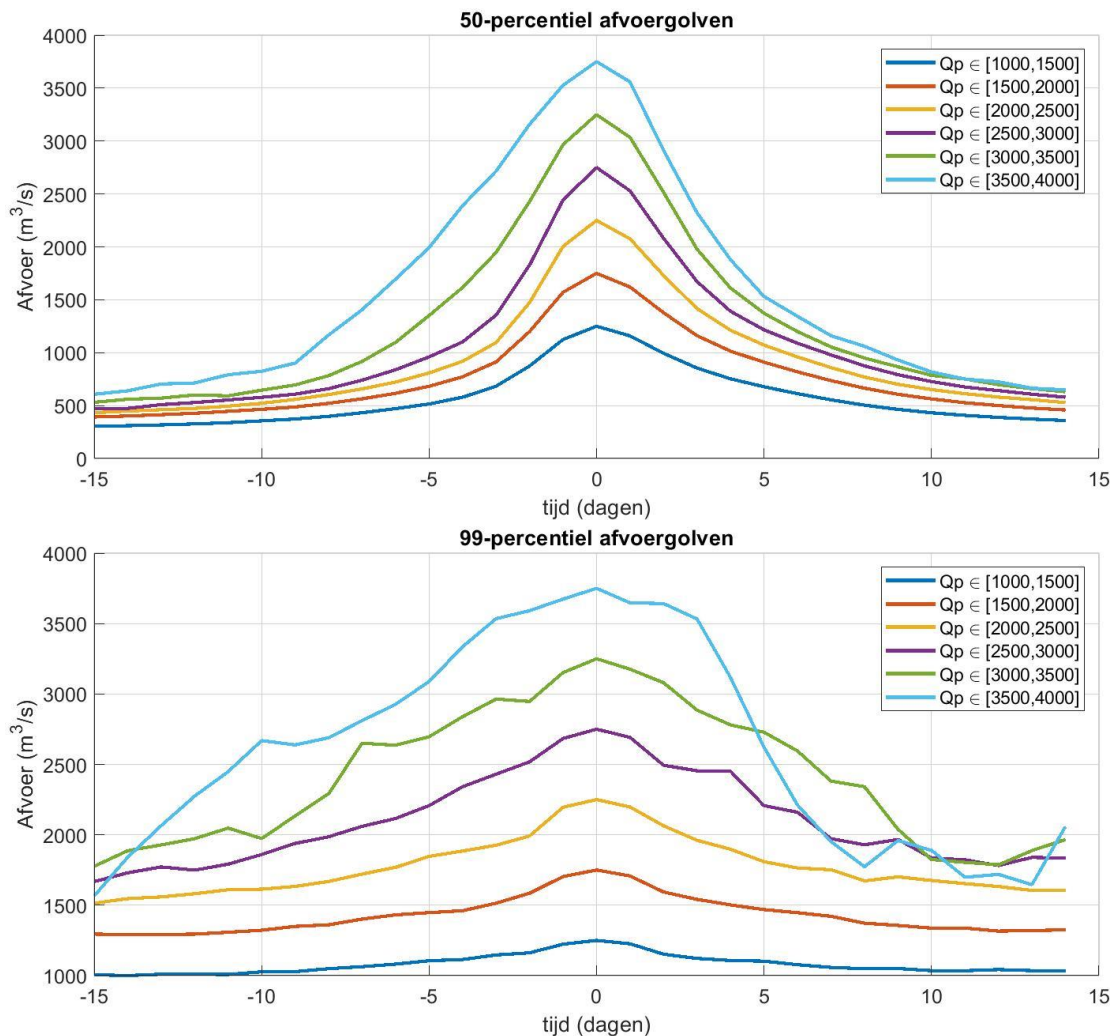 50-percentiel afvoergolven
4000
3500
3000
2500
2000
1500
1000
500
0
Afvoer (m³/s)
-15 -10 -5 0 5 10 15
tijd (dagen)
Qp ∈ [1000,1500]
Qp ∈ [1500,2000]
Qp ∈ [2000,2500]
Qp ∈ [2500,3000]
Qp ∈ [3000,3500]
Qp ∈ [3500,4000]
99-percentiel afvoergolven
4000
3500
3000
2500
2000
1500
1000
Afvoer (m³/s)
-15 -10 -5 0 5 10 15
tijd (dagen)
Qp ∈ [1000,1500]
Qp ∈ [1500,2000]
Qp ∈ [2000,2500]
Qp ∈ [2500,3000]
Qp ∈ [3000,3500]
Qp ∈ [3500,4000]